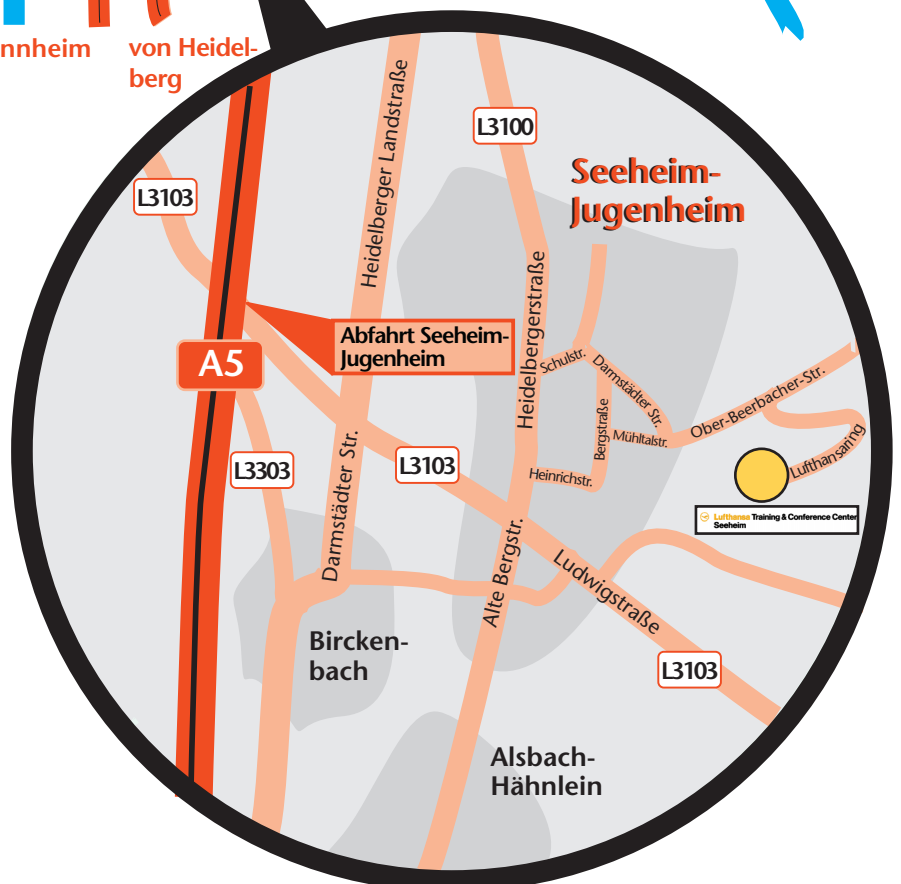 nnheim
von Heidel-
berg
Heidelberger Landstraße
L3100
Seeheim-
Jugenheim
L3103
Heidelbergerstraße
Abfahrt Seeheim-
Jugenheim
A5
Schulstr.
Darmstädter Str.
Ober-Beerbacher-Str.
Bergstraße
Mühltalstr.
Lufthansaring
L3303
L3103
Heinrichstr.
Darmstädter Str.
Lufthansa Training & Conference Center
Seeheim
Alte Bergstr.
Ludwigstraße
Bircken-
bach
L3103
Alsbach-
Hähnlein